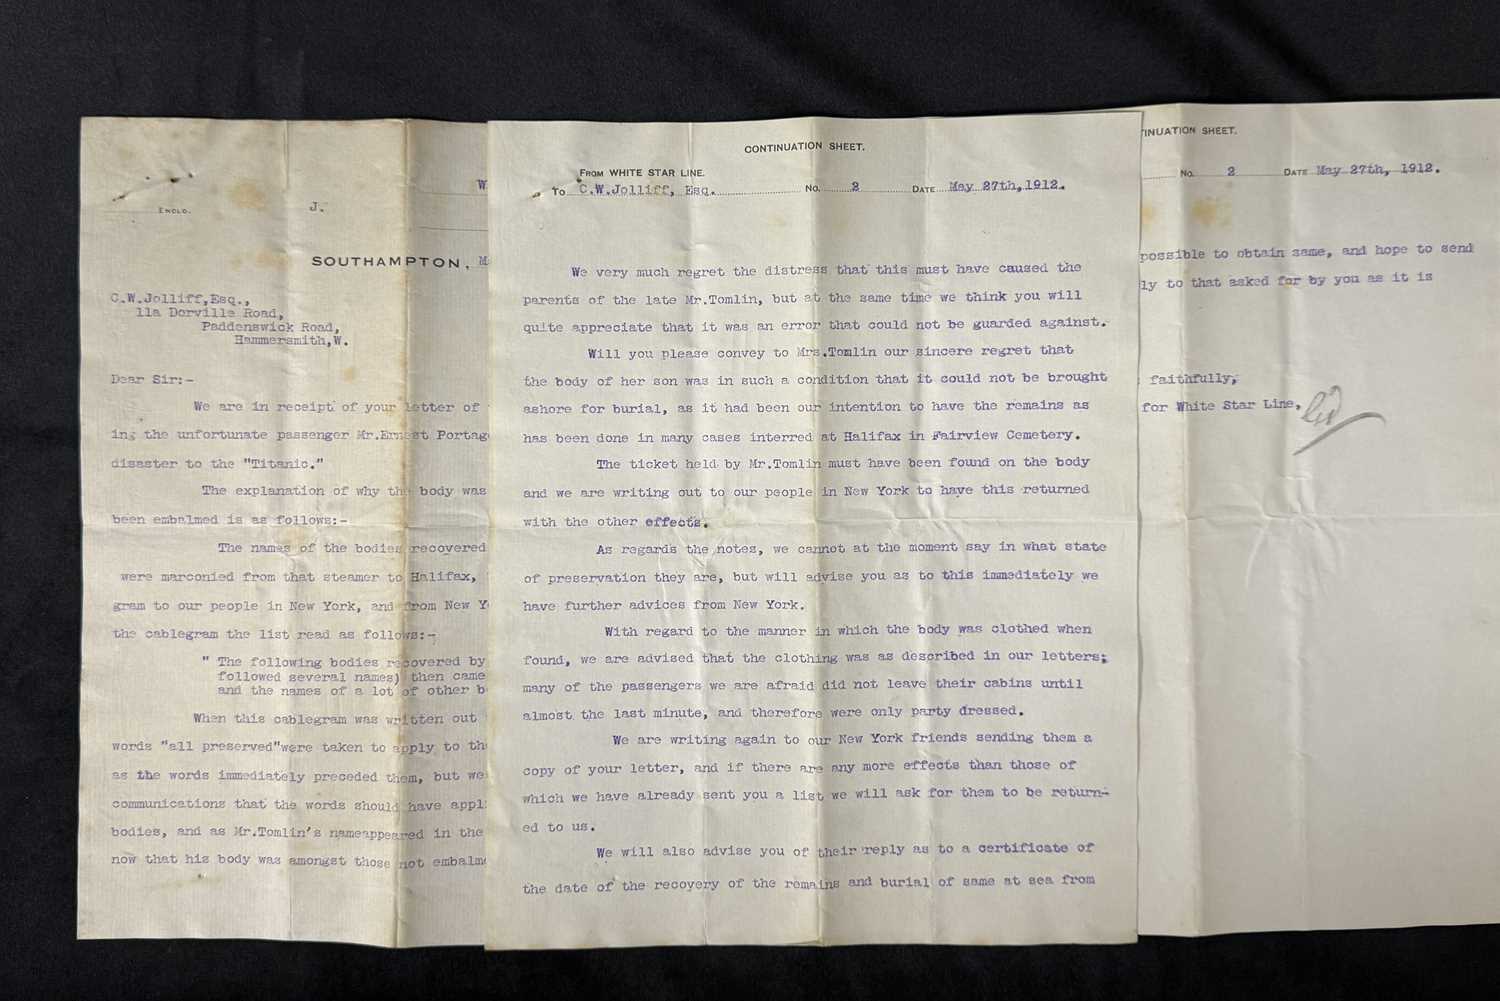 Enclo.
J.
W
SOUTHAMPTON, M
C.W.Jolliff,Esq.,
11a Dorville Road,
Paddenswick Road,
Hammersmith,W.
Dear Sir:-
We are in receipt of your letter of
ing the unfortunate passenger Mr.Ernest Portag
disaster to the "Titanic."
The explanation of why the body was
been embalmed is as follows:-
The names of the bodies recovered
were marconied from that steamer to Halifax,
gram to our people in New York, and from New Y
the cablegram the list read as follows:-
" The following bodies recovered by
followed several names) then came
and the names of a lot of other b
When this cablegram was written out
words "all preserved"were taken to apply to th
as the words immediately preceded them, but we
communications that the words should have appl
bodies, and as Mr.Tomlin's nameappeared in the
now that his body was amongst those not embalm
CONTINUATION SHEET.
From WHITE STAR LINE.
To C.W.Jolliff, Esq. No. 2 Date May 27th,1912.
We very much regret the distress that this must have caused the
parents of the late Mr.Tomlin, but at the same time we think you will
quite appreciate that it was an error that could not be guarded against.
Will you please convey to Mrs.Tomlin our sincere regret that
the body of her son was in such a condition that it could not be brought
ashore for burial, as it had been our intention to have the remains as
has been done in many cases interred at Halifax in Fairview Cemetery.
The ticket held by Mr.Tomlin must have been found on the body
and we are writing out to our people in New York to have this returned
with the other effects.
As regards the notes, we cannot at the moment say in what state
of preservation they are, but will advise you as to this immediately we
have further advices from New York.
With regard to the manner in which the body was clothed when
found, we are advised that the clothing was as described in our letters;
many of the passengers we are afraid did not leave their cabins until
almost the last minute, and therefore were only party dressed.
We are writing again to our New York friends sending them a
copy of your letter, and if there are any more effects than those of
which we have already sent you a list we will ask for them to be return-
ed to us.
We will also advise you of their reply as to a certificate of
the date of the recovery of the remains and burial of same at sea from
TINUATION SHEET.
No. 2 Date May 27th, 1912.
possible to obtain same, and hope to send
ly to that asked for by you as it is
faithfully,
for White Star Line,